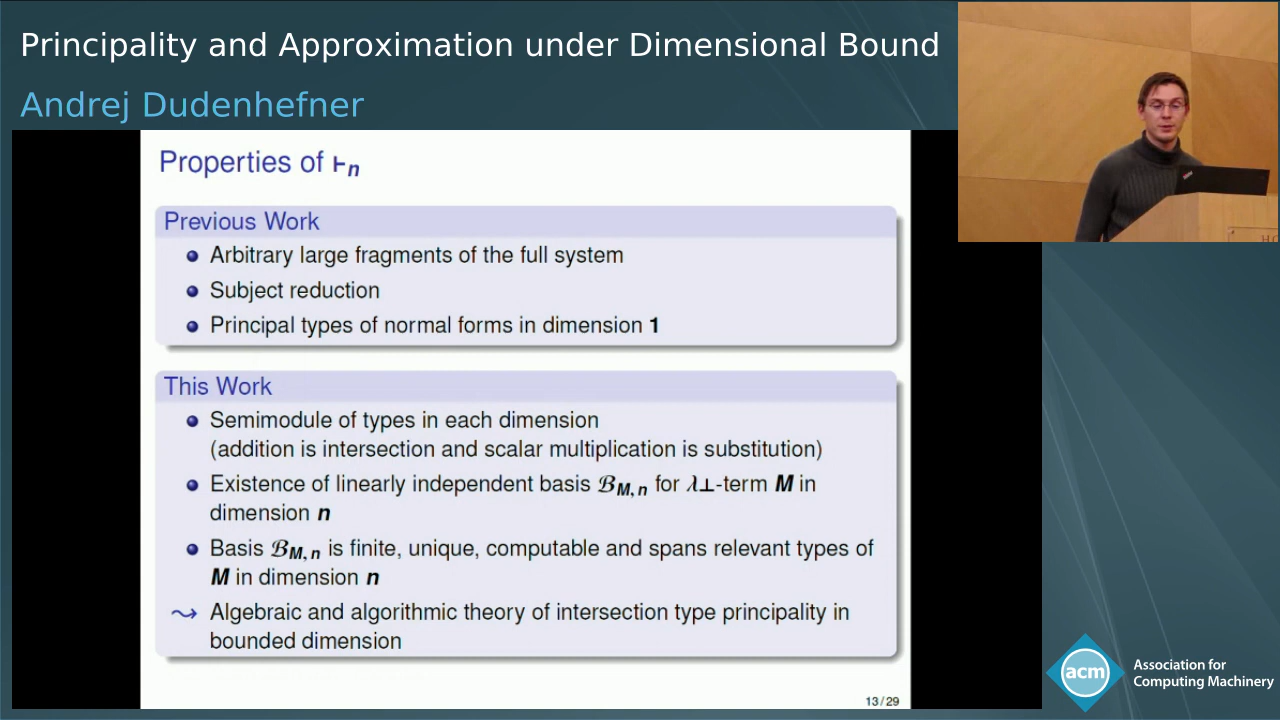 Principality and Approximation under Dimensional Bound
Andrej Dudenhefner
Properties of ⊢n
Previous Work
Arbitrary large fragments of the full system
Subject reduction
Principal types of normal forms in dimension 1
This Work
Semimodule of types in each dimension
(addition is intersection and scalar multiplication is substitution)
Existence of linearly independent basis ℬM, n for λ⊥-term M in
dimension n
Basis ℬM, n is finite, unique, computable and spans relevant types of
M in dimension n
⇝ Algebraic and algorithmic theory of intersection type principality in
bounded dimension
13/29
acm
Association for
Computing Machinery